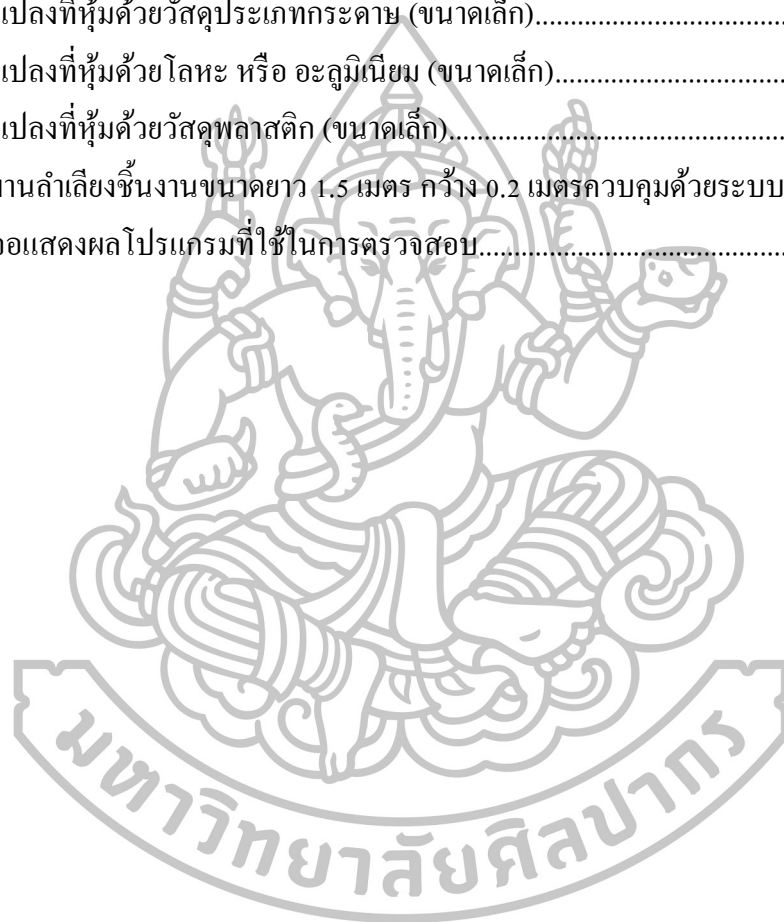 แปลงที่หุ้มด้วยวัสดุประเภทกระดาษ (ขนาดเล็ก)......................................
แปลงที่หุ้มด้วยโลหะ หรือ อะลูมิเนียม (ขนาดเล็ก)...................................
แปลงที่หุ้มด้วยวัสดุพลาสติก (ขนาดเล็ก)..................................................
านลำเลียงชิ้นงานขนาดยาว 1.5 เมตร กว้าง 0.2 เมตรควบคุมด้วยระบบ
จอแสดงผลโปรแกรมที่ใช้ในการตรวจสอบ..............................................
มหาวิทยาลัยศิลปากร